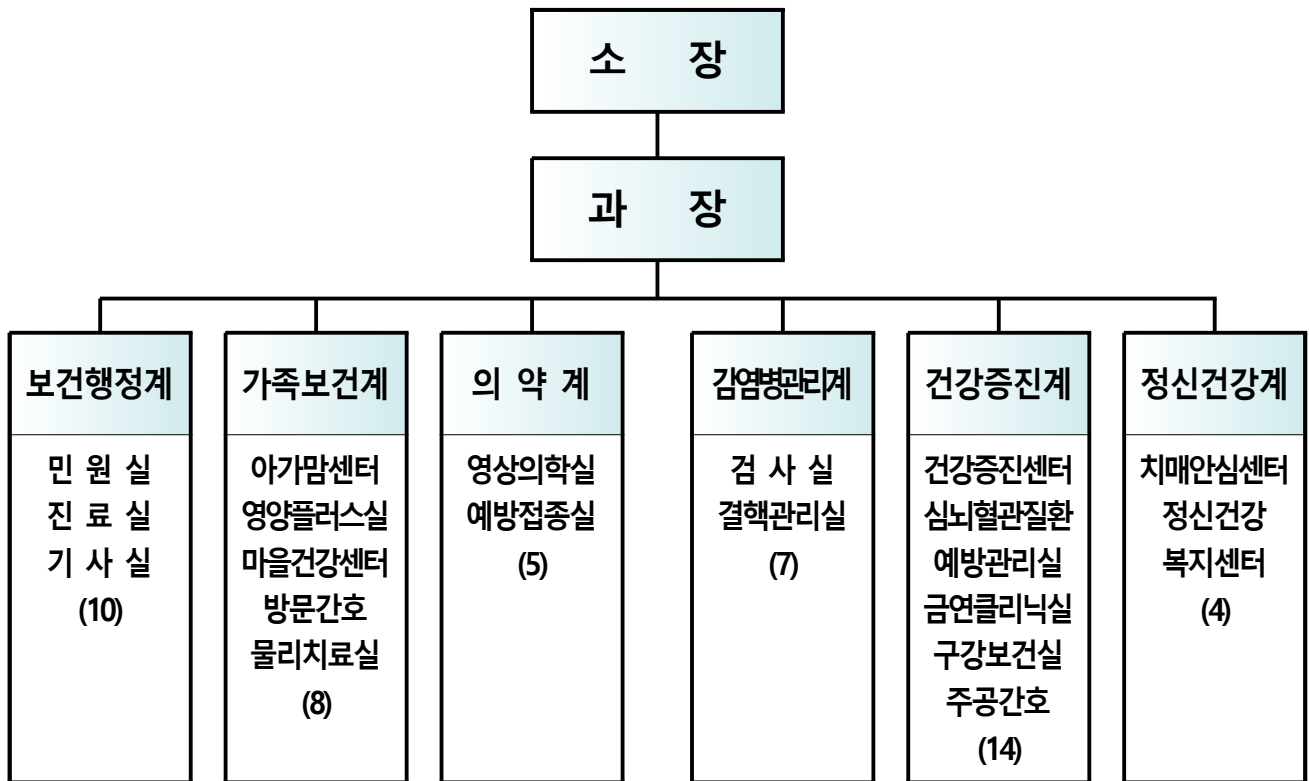 소 장
과 장
보건행정계
민 원 실
진 료 실
기 사 실
(10)
가족보건계
아가맘센터
영양플러스실
마을건강센터
방문간호
물리치료실
(8)
의 약 계
영상의학실
예방접종실
(5)
감염병관리계
검 사 실
결핵관리실
(7)
건강증진계
건강증진센터
심뇌혈관질환
예방관리실
금연클리닉실
구강보건실
주공간호
(14)
정신건강계
치매안심센터
정신건강
복지센터
(4)